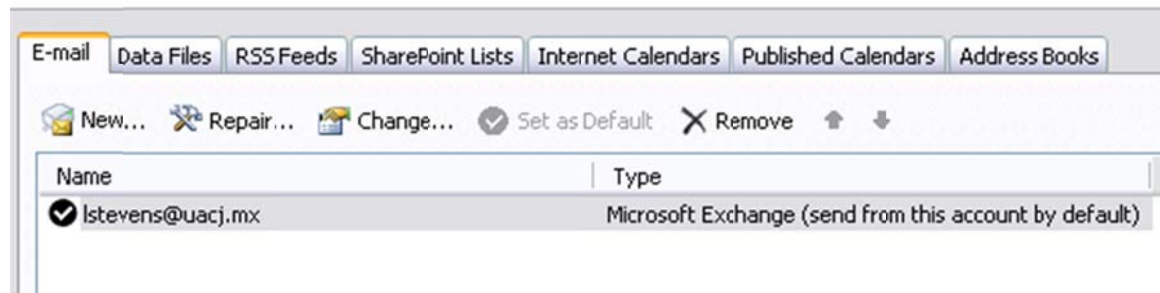 E-mail Data Files RSS Feeds SharePoint Lists Internet Calendars Published Calendars Address Books
New... Repair... Change... Set as Default Remove
Name Type
lstevens@uacj.mx Microsoft Exchange (send from this account by default)